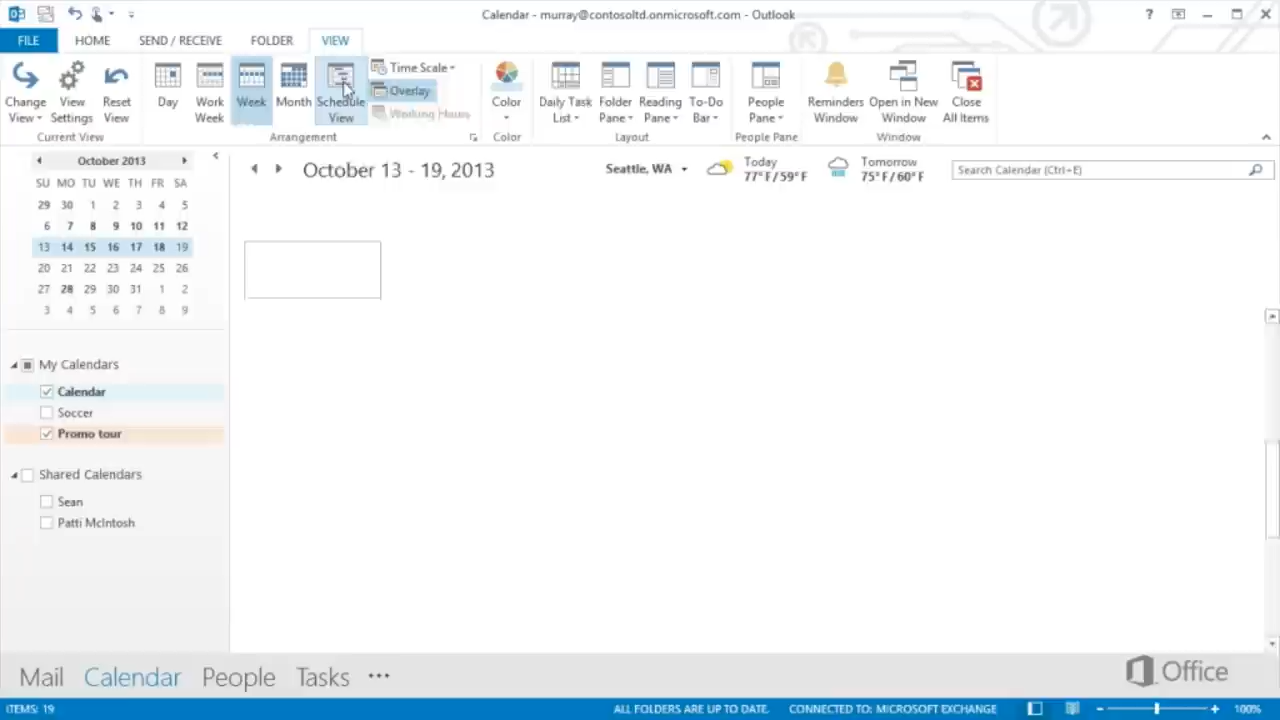 Calendar - murray@contosoltd.onmicrosoft.com - Outlook
?
FILE HOME SEND / RECEIVE FOLDER VIEW
Change View View Settings Reset View
Current View
Day Work Week Week Month Schedule View
Time Scale
Overlay
Working Hours
Arrangement
Color
Color
Daily Task List Folder Pane Reading Pane To-Do Bar
Layout
People Pane
People Pane
Reminders Window Open in New Window Close All Items
Window
October 2013
SU MO TU WE TH FR SA
29 30 1 2 3 4 5
6 7 8 9 10 11 12
13 14 15 16 17 18 19
20 21 22 23 24 25 26
27 28 29 30 31 1 2
3 4 5 6 7 8 9
October 13 - 19, 2013
Seattle, WA
Today
77°F/59°F
Tomorrow
75°F/60°F
Search Calendar (Ctrl+E)
My Calendars
Calendar
Soccer
Promo tour
Shared Calendars
Sean
Patti McIntosh
Mail Calendar People Tasks •••
Office
ITEMS: 19
ALL FOLDERS ARE UP TO DATE.
CONNECTED TO: MICROSOFT EXCHANGE
100%